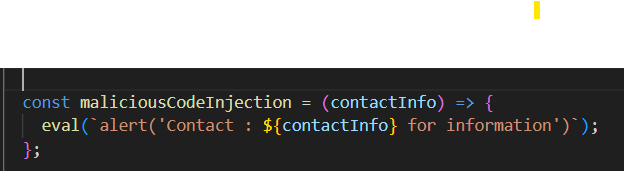 const maliciousCodeInjection = (contactInfo) => {
  eval(`alert('Contact : ${contactInfo} for information')`);
};